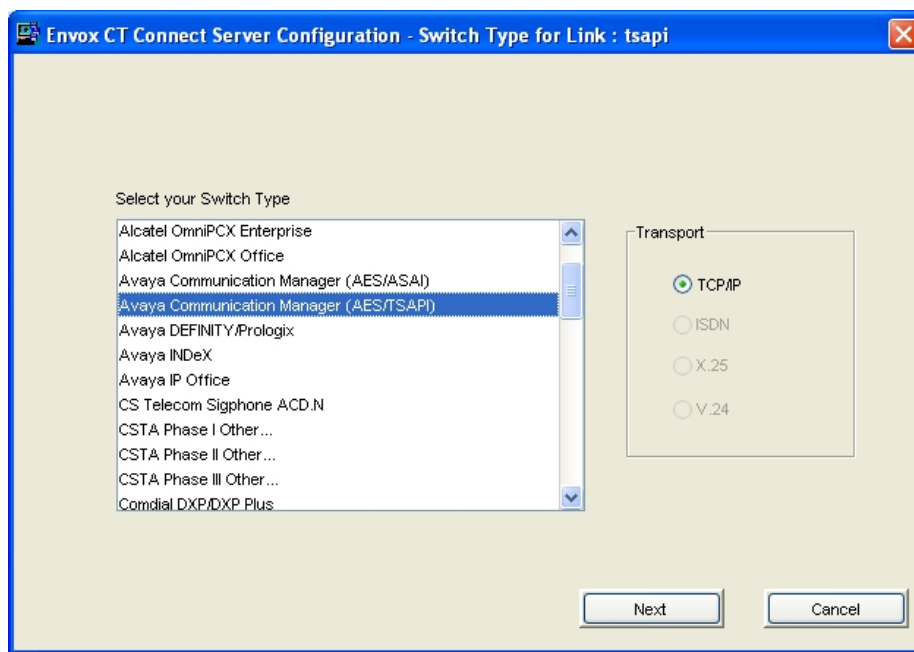 Envox CT Connect Server Configuration - Switch Type for Link : tsapi
Select your Switch Type
Alcatel OmniPCX Enterprise
Alcatel OmniPCX Office
Avaya Communication Manager (AES/ASAI)
Avaya Communication Manager (AES/TSAPI)
Avaya DEFINITY/Prologix
Avaya INDeX
Avaya IP Office
CS Telecom Sigphone ACD.N
CSTA Phase I Other...
CSTA Phase II Other...
CSTA Phase III Other...
Comdial DXP/DXP Plus
Transport
TCP/IP
ISDN
X.25
V.24
Next
Cancel